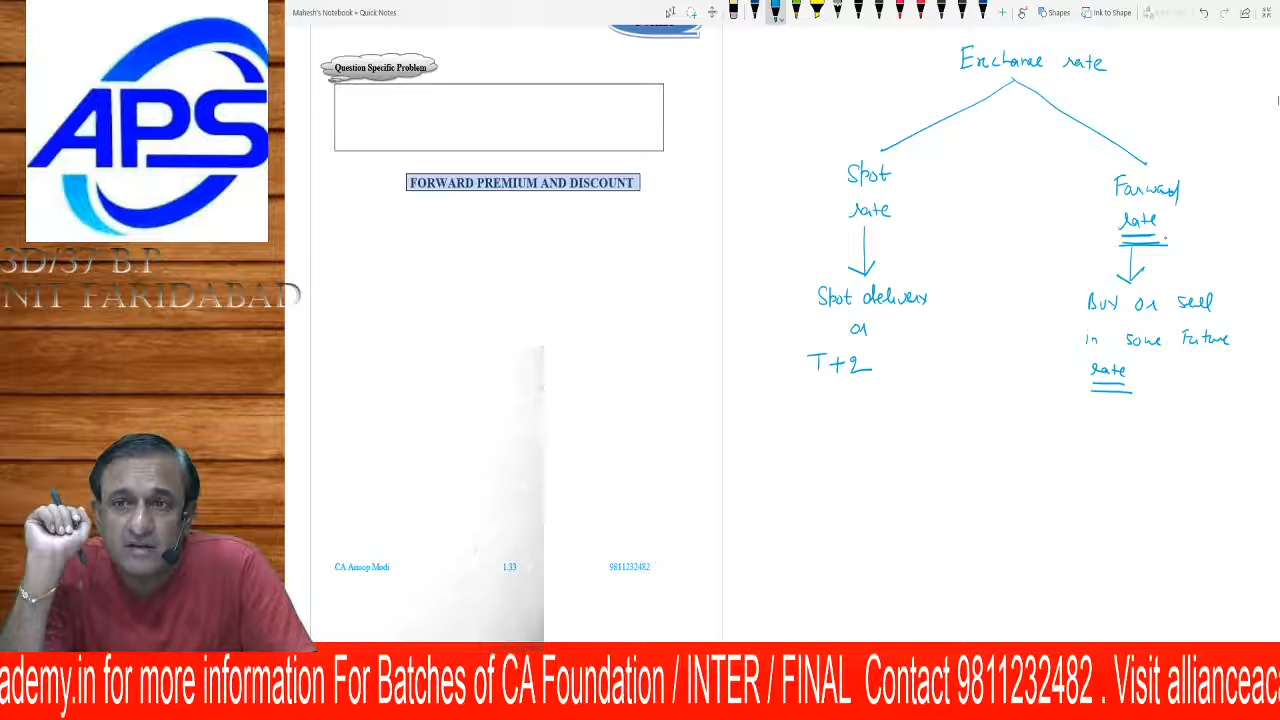 Mahesh's Notebook • Quick Notes
Shapes
Ink to Shape
APS
3D/37 B.P.
NIT FARIDABAD
Question Specific Problem
FORWARD PREMIUM AND DISCOUNT
CA Anoop Modi
1.33
9811232482
Exchange rate
Spot
rate
Spot delivery
or
T+2
Forward
rate
Buy or sell
in some future
rate
ademy.in for more information For Batches of CA Foundation / INTER / FINAL Contact 9811232482 . Visit allianceac